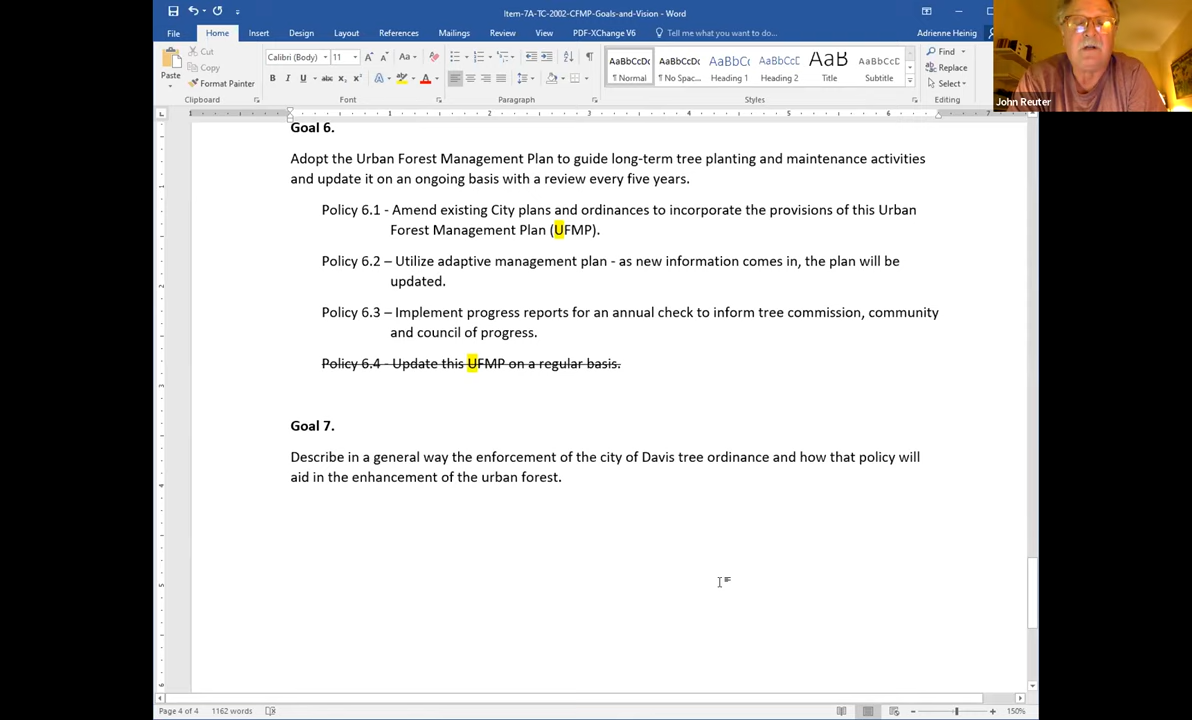 Item-7A-TC-2002-CFMP-Goals-and-Vision - Word
File Home Insert Design Layout References Mailings Review View PDF-XChange V6 Tell me what you want to do Adrienne Heinig
Paste
Cut
Copy
Format Painter
Clipboard
Calibri (Body) 11
Font
Paragraph
AaBbCcDc AaBbCcDc AaBbCc AaBbCcC AaB AaBbCcC
¶ Normal ¶ No Spac... Heading 1 Heading 2 Title Subtitle
Styles
Find
Replace
Select
Editing
John Reuter
Goal 6.
Adopt the Urban Forest Management Plan to guide long-term tree planting and maintenance activities
and update it on an ongoing basis with a review every five years.
Policy 6.1 - Amend existing City plans and ordinances to incorporate the provisions of this Urban
Forest Management Plan (UFMP).
Policy 6.2 – Utilize adaptive management plan - as new information comes in, the plan will be
updated.
Policy 6.3 – Implement progress reports for an annual check to inform tree commission, community
and council of progress.
Policy 6.4 - Update this UFMP on a regular basis.
Goal 7.
Describe in a general way the enforcement of the city of Davis tree ordinance and how that policy will
aid in the enhancement of the urban forest.
Page 4 of 4 1162 words 150%